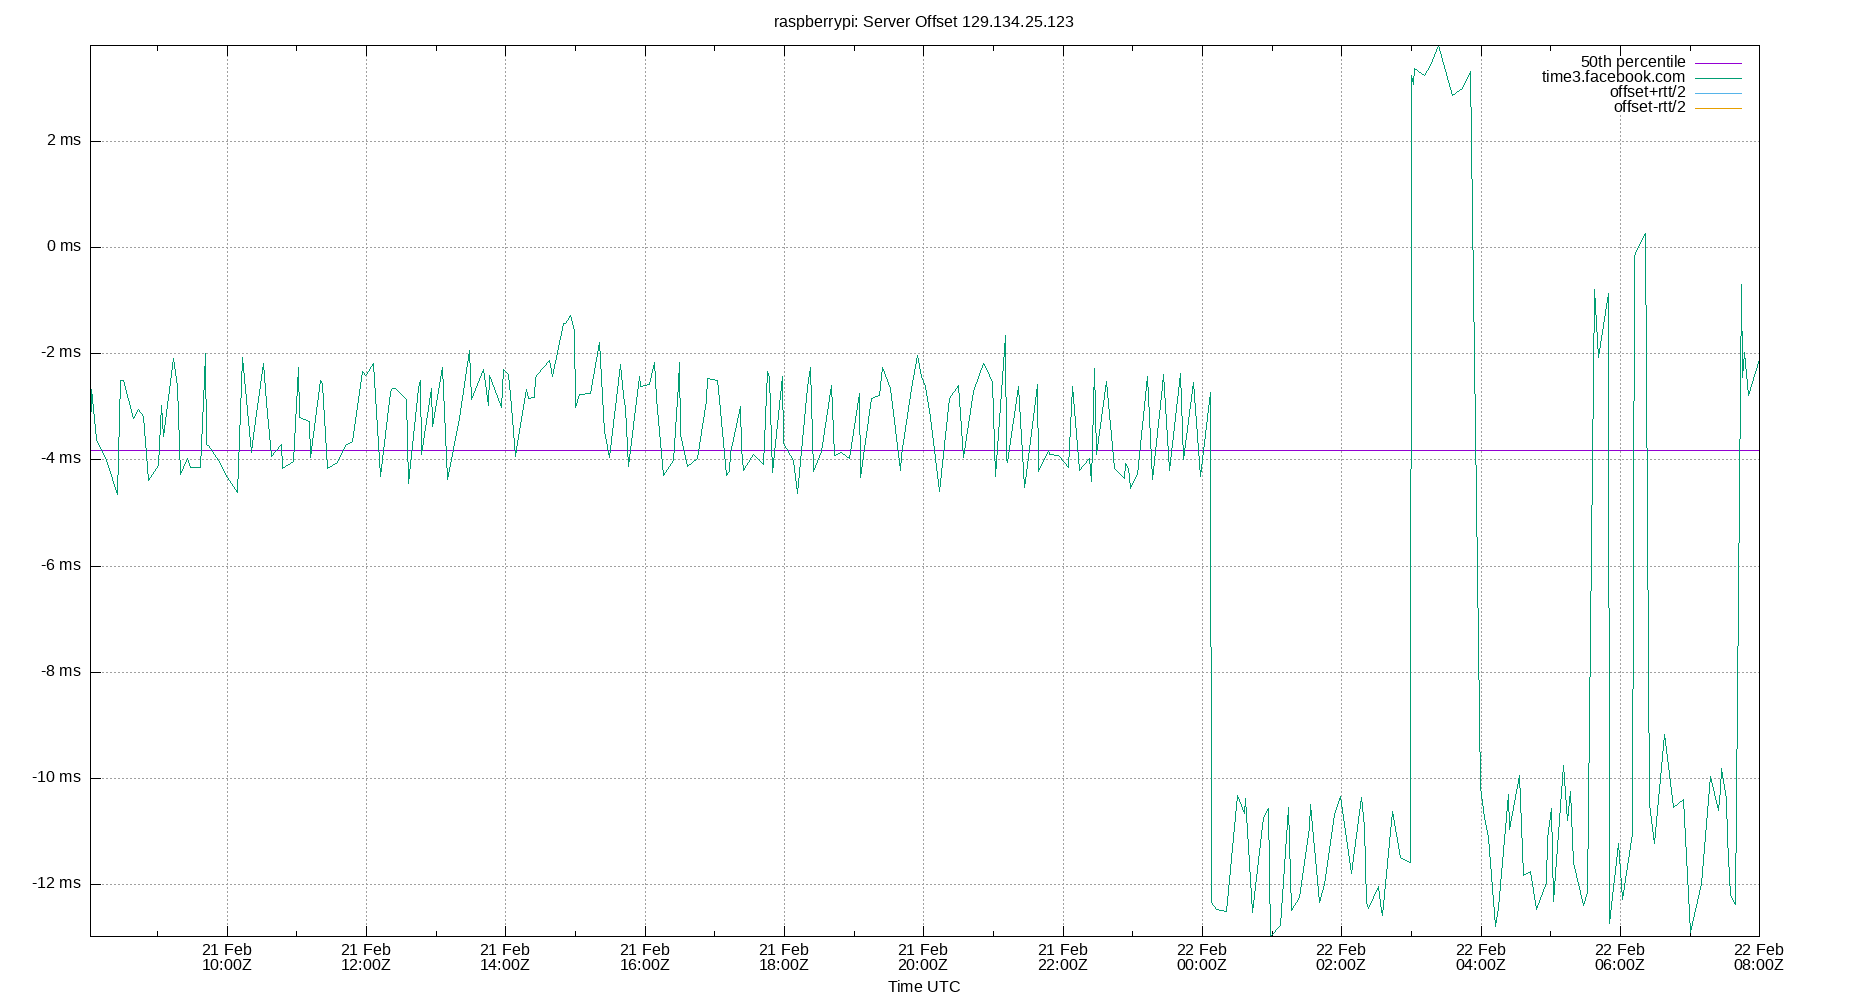 raspberrypi: Server Offset 129.134.25.123
50th percentile
time3.facebook.com
offset+rtt/2
offset-rtt/2
2 ms
0 ms
-2 ms
-4 ms
-6 ms
-8 ms
-10 ms
-12 ms
21 Feb 21 Feb 21 Feb 21 Feb 21 Feb 21 Feb 21 Feb 22 Feb 22 Feb 22 Feb 22 Feb 22 Feb
10:00Z 12:00Z 14:00Z 16:00Z 18:00Z 20:00Z 22:00Z 00:00Z 02:00Z 04:00Z 06:00Z 08:00Z
Time UTC